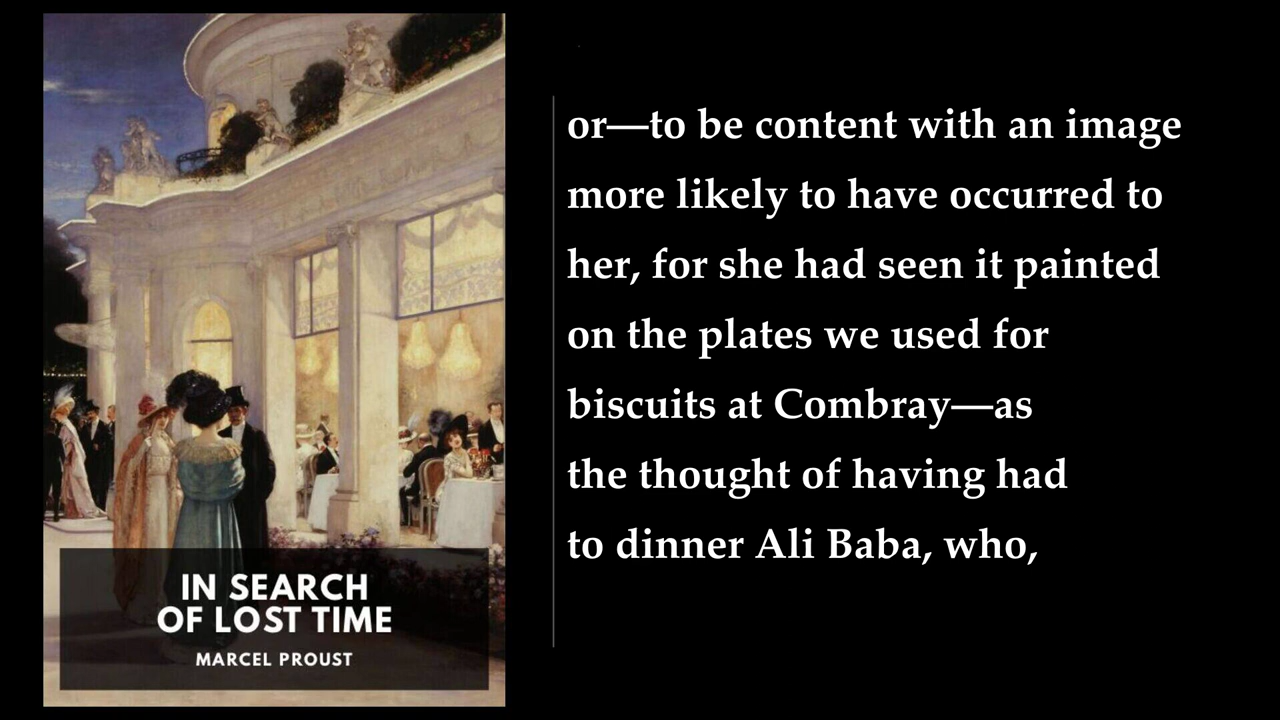 or—to be content with an image
more likely to have occurred to
her, for she had seen it painted
on the plates we used for
biscuits at Combray—as
the thought of having had
to dinner Ali Baba, who,
IN SEARCH
OF LOST TIME
MARCEL PROUST